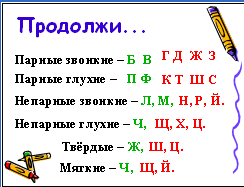 Продолжи...
Парные звонкие – Б В Г Д Ж З
Парные глухие – П Ф К Т Ш С
Непарные звонкие – Л, М, Н, Р, Й.
Непарные глухие – Ч, Щ, Х, Ц.
Твёрдые – Ж, Ш, Ц.
Мягкие – Ч, Щ, Й.